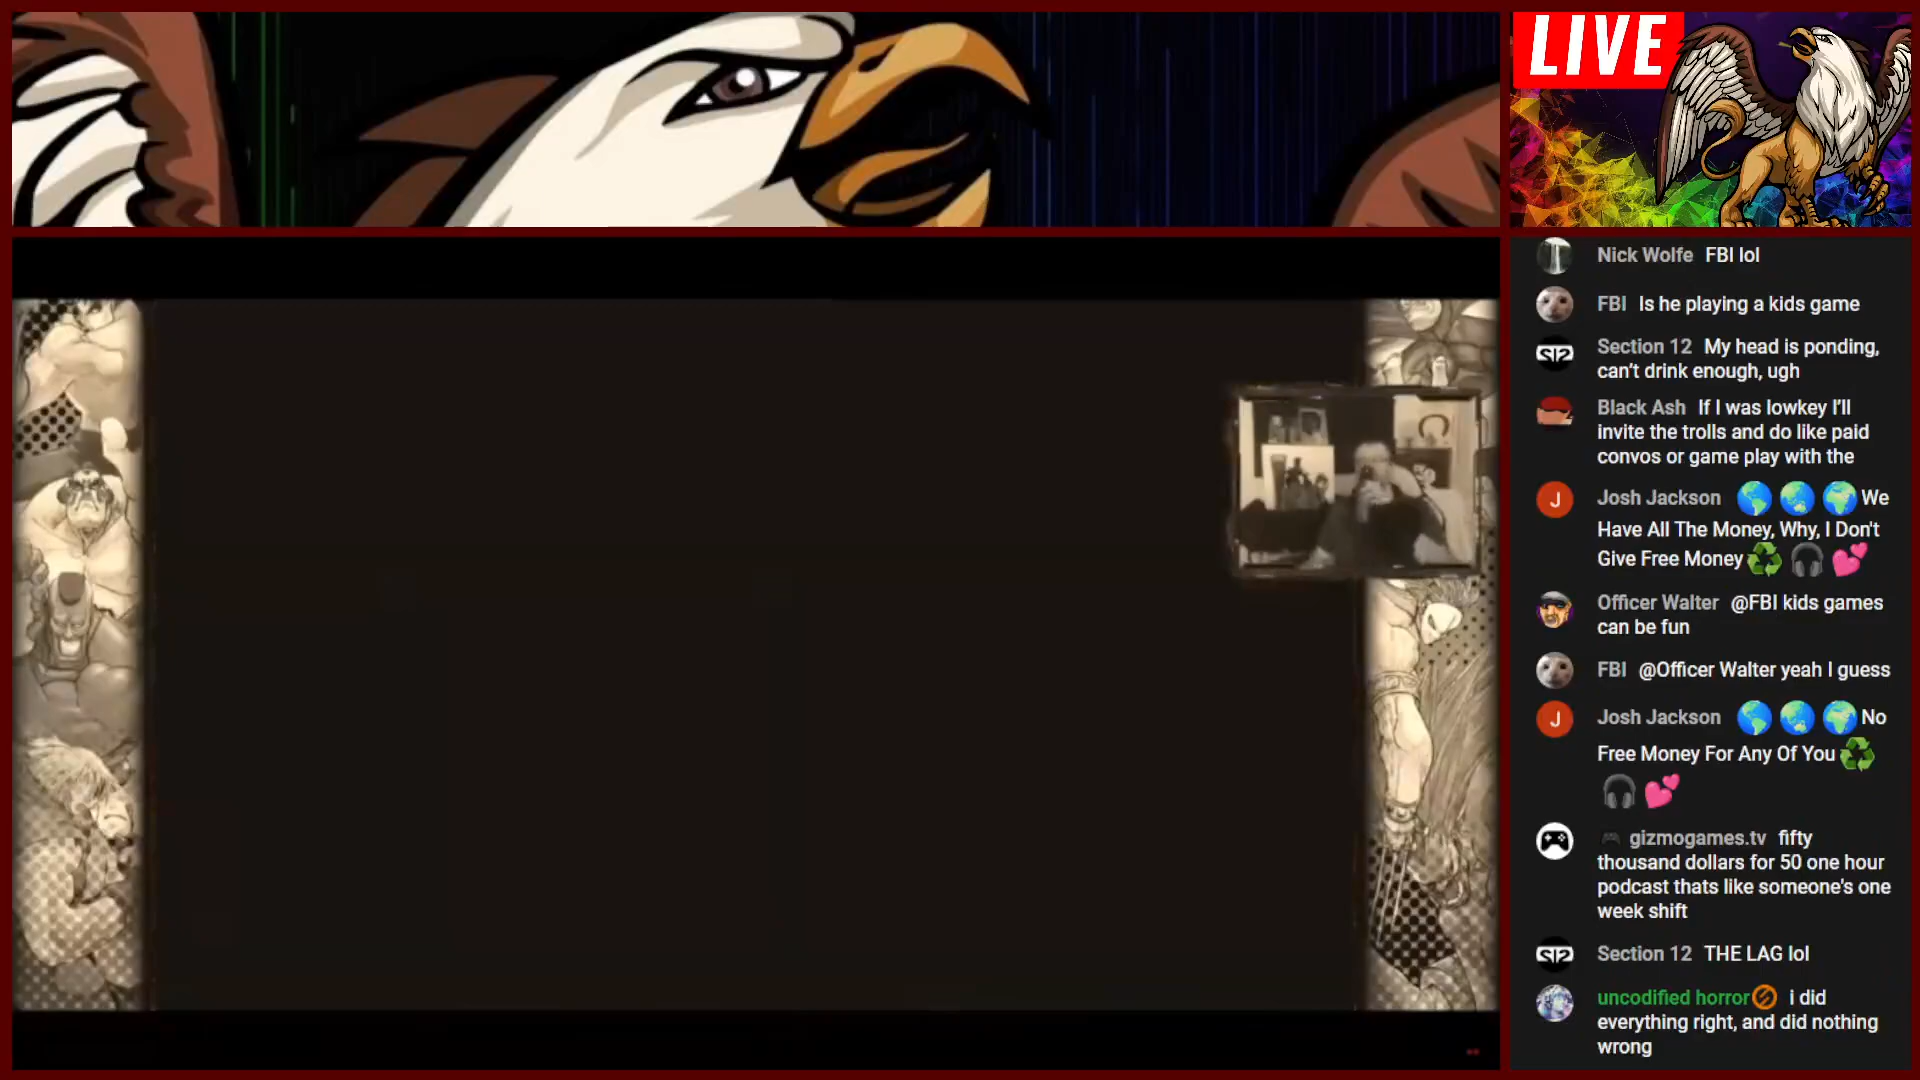 LIVE
Nick Wolfe FBI lol
FBI Is he playing a kids game
Section 12 My head is ponding,
can't drink enough, ugh
Black Ash If I was lowkey I'll
invite the trolls and do like paid
convos or game play with the
Josh Jackson 🌎 🌏 🌍 We
Have All The Money, Why, I Don't
Give Free Money ♻️ 🎧 💕
Officer Walter @FBI kids games
can be fun
FBI @Officer Walter yeah I guess
Josh Jackson 🌎 🌏 🌍 No
Free Money For Any Of You ♻️
🎧 💕
🎮 gizmogames.tv fifty
thousand dollars for 50 one hour
podcast thats like someone's one
week shift
Section 12 THE LAG lol
uncodified horror i did
everything right, and did nothing
wrong